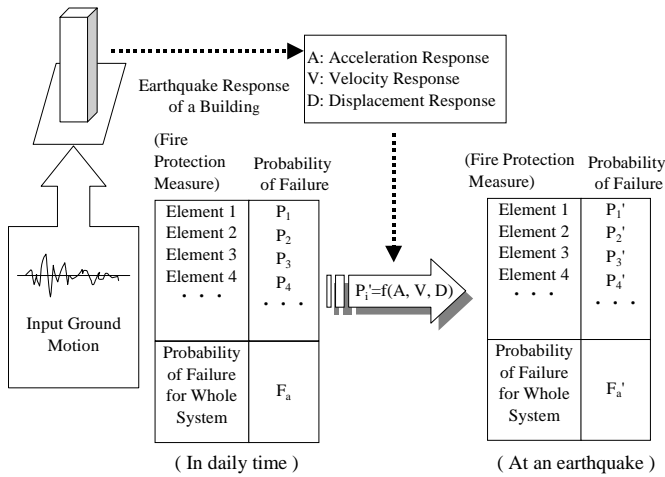 Earthquake Response
of a Building
A: Acceleration Response
V: Velocity Response
D: Displacement Response
Input Ground
Motion
(Fire
Protection
Measure)
Probability
of Failure
Element 1
P1
Element 2
P2
Element 3
P3
Element 4
P4
. . .
. . .
Probability
of Failure
for Whole
System
Fa
( In daily time )
Pi'=f(A, V, D)
(Fire Protection
Measure)
Probability
of Failure
Element 1
P1'
Element 2
P2'
Element 3
P3'
Element 4
P4'
. . .
. . .
Probability
of Failure
for Whole
System
Fa'
( At an earthquake )